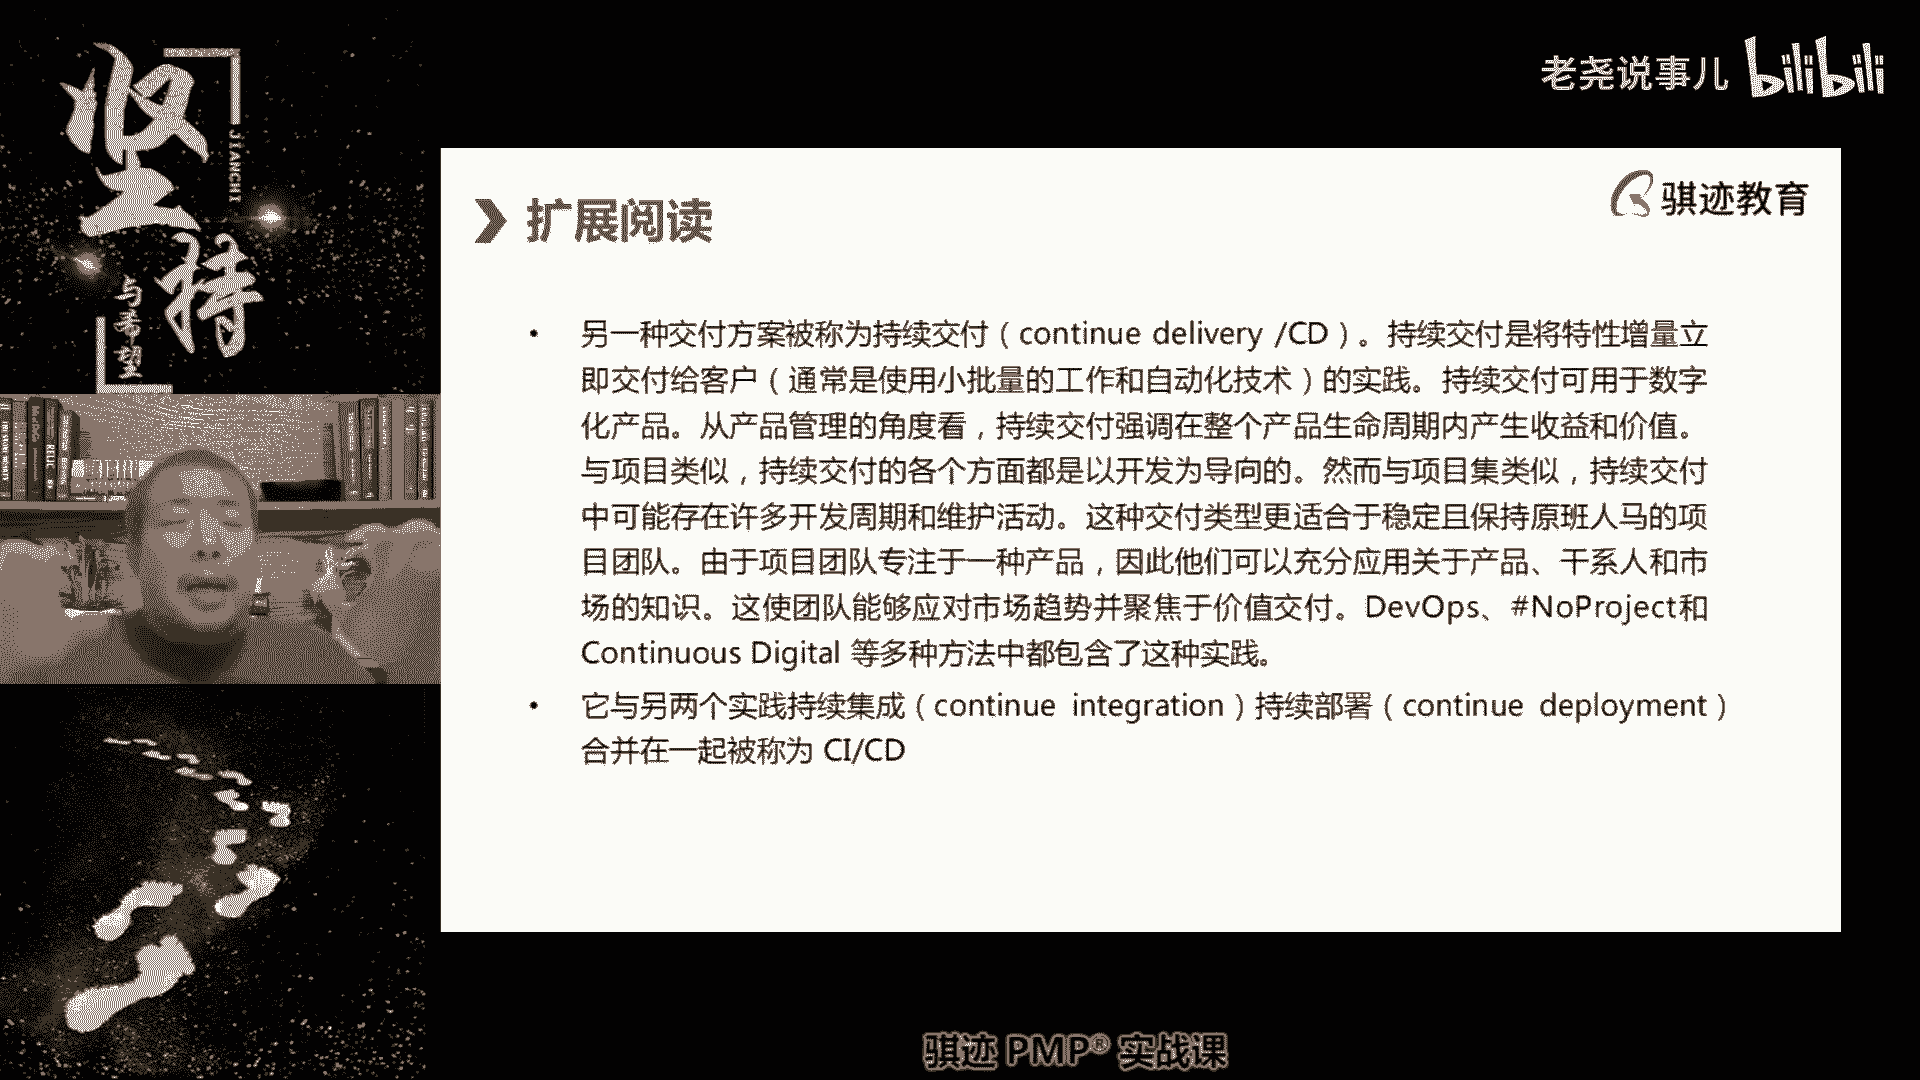 坚持
JIANCHI
与希望
老尧说事儿 bilibili
骐迹教育
扩展阅读
• 另一种交付方案被称为持续交付（continue delivery /CD）。持续交付是将特性增量立
即交付给客户（通常是使用小批量的工作和自动化技术）的实践。持续交付可用于数字
化产品。从产品管理的角度看，持续交付强调在整个产品生命周期内产生收益和价值。
与项目类似，持续交付的各个方面都是以开发为导向的。然而与项目集类似，持续交付
中可能存在许多开发周期和维护活动。这种交付类型更适合于稳定且保持原班人马的项
目团队。由于项目团队专注于一种产品，因此他们可以充分应用关于产品、干系人和市
场的知识。这使团队能够应对市场趋势并聚焦于价值交付。DevOps、#NoProject和
Continuous Digital 等多种方法中都包含了这种实践。
• 它与另两个实践持续集成（continue integration）持续部署（continue deployment）
合并在一起被称为 CI/CD
骐迹 PMP® 实战课